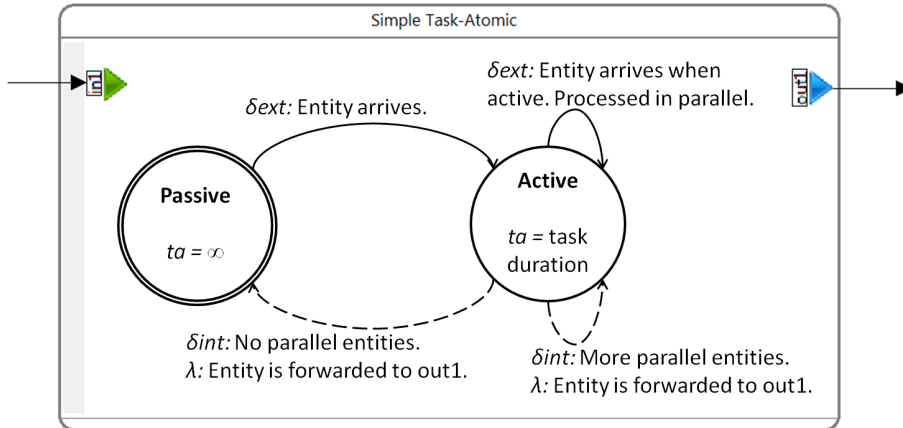 Simple Task-Atomic
in1
out1
δext: Entity arrives when
active. Processed in parallel.
δext: Entity arrives.
Passive
ta = ∞
Active
ta = task
duration
δint: No parallel entities.
λ: Entity is forwarded to out1.
δint: More parallel entities.
λ: Entity is forwarded to out1.